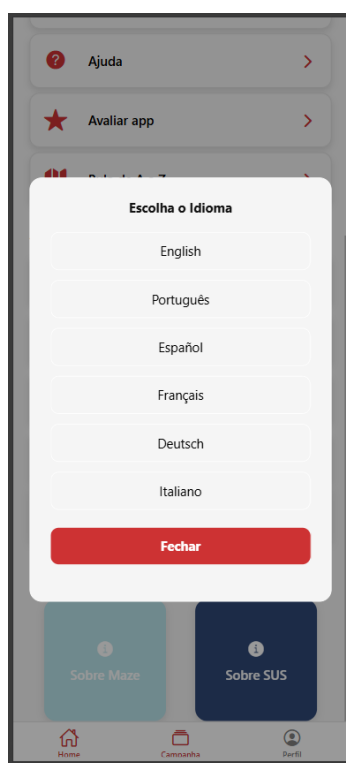 Ajuda
Avaliar app
Escolha o Idioma
English
Português
Español
Français
Deutsch
Italiano
Fechar
Sobre Maze
Sobre SUS
Home
Campanha
Perfil